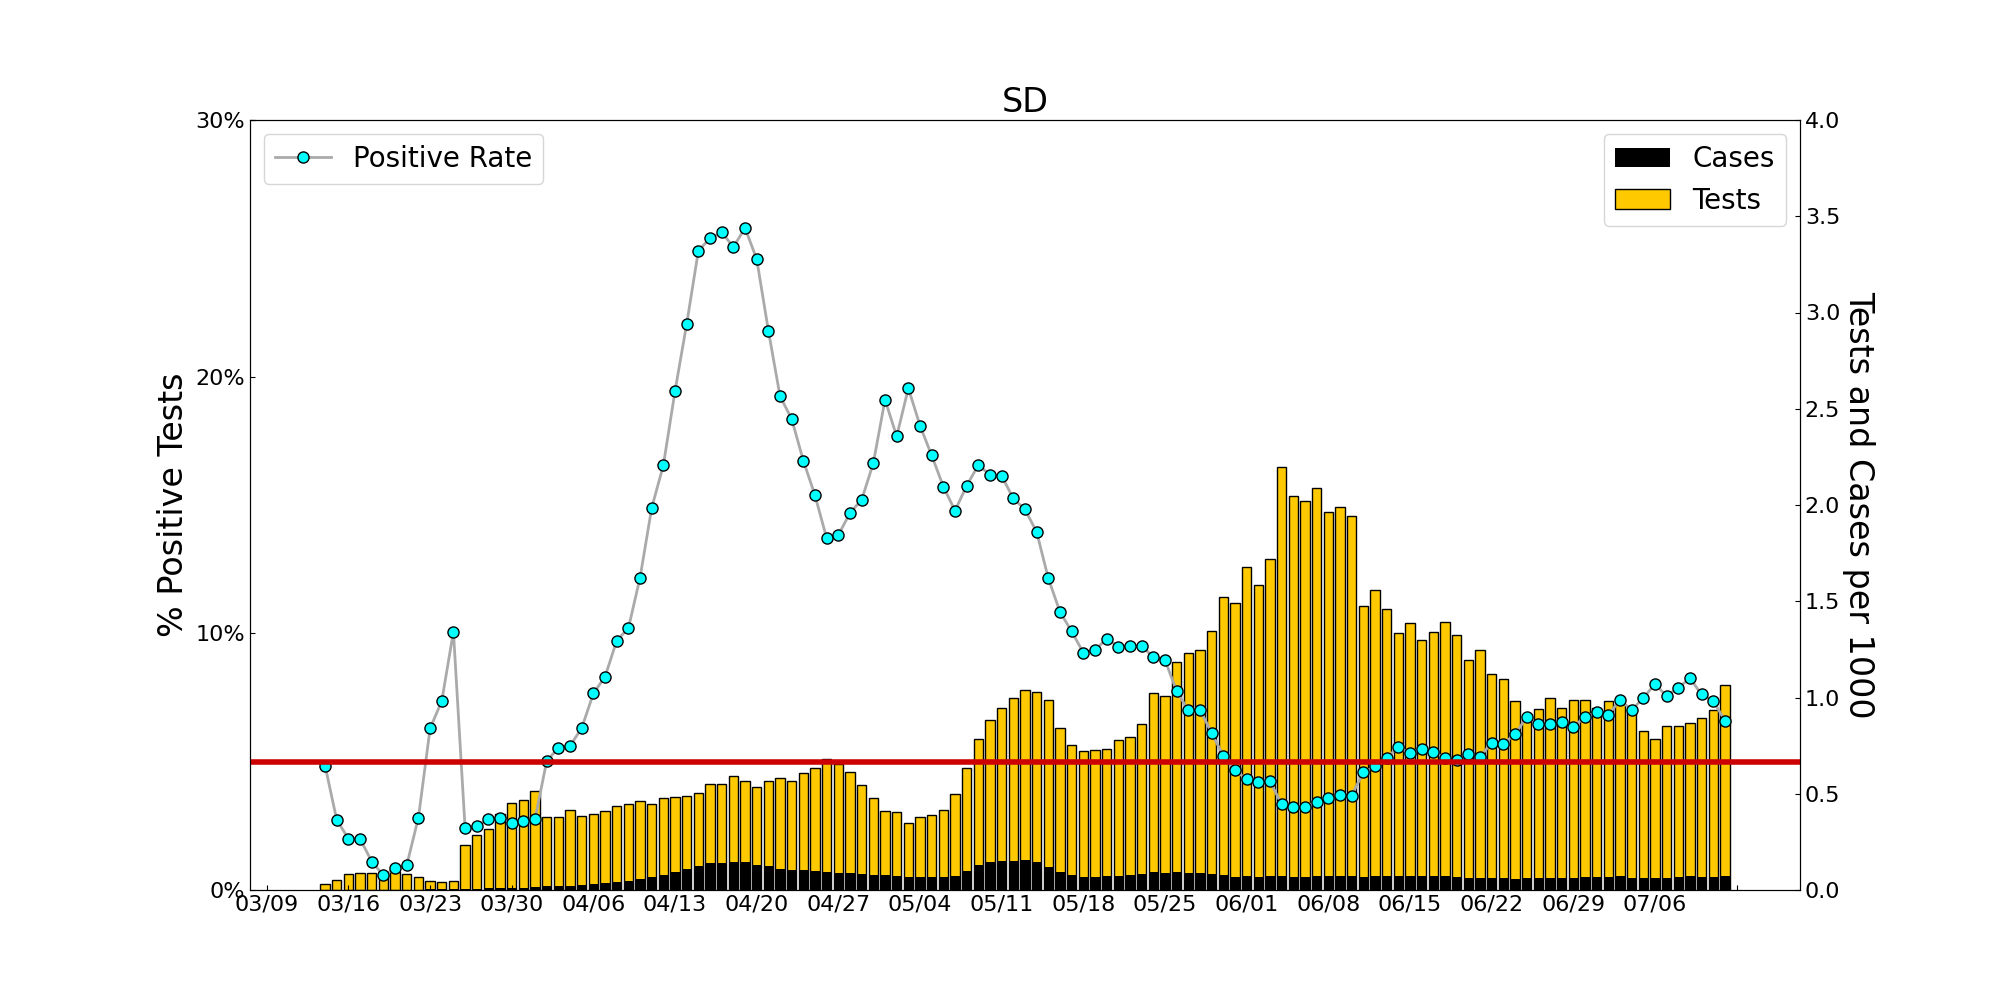 SD
Positive Rate
Cases
Tests
% Positive Tests
30%
20%
10%
0%
Tests and Cases per 1000
4.0
3.5
3.0
2.5
2.0
1.5
1.0
0.5
0.0
03/09 03/16 03/23 03/30 04/06 04/13 04/20 04/27 05/04 05/11 05/18 05/25 06/01 06/08 06/15 06/22 06/29 07/06